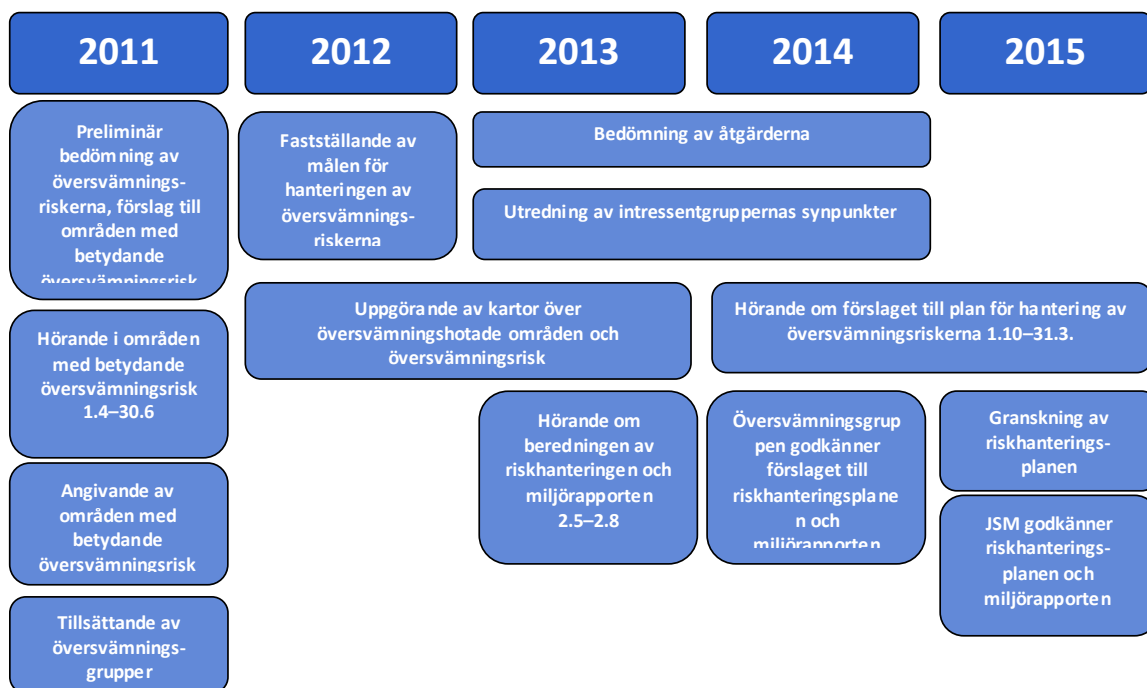 2011
2012
2013
2014
2015
Preliminär
bedömning av
översvämnings-
riskerna, förslag till
områden med
betydande
översvämningsrisk
Hörande i områden
med betydande
översvämningsrisk
1.4–30.6
Angivande av
områden med
betydande
översvämningsrisk
Tillsättande av
översvämnings-
grupper
Fastställande av
målen för
hanteringen av
översvämnings-
riskerna
Bedömning av åtgärderna
Utredning av intressentgruppernas synpunkter
Uppgörande av kartor över
översvämningshotade områden och
översvämningsrisk
Hörande om förslaget till plan för hantering av
översvämningsriskerna 1.10–31.3.
Hörande om
beredningen av
riskhanteringen och
miljörapporten
2.5–2.8
Översvämningsgrup
pen godkänner
förslaget till
riskhanteringsplane
n och
miljörapporten
Granskning av
riskhanterings-
planen
JSM godkänner
riskhanterings-
planen och
miljörapporten